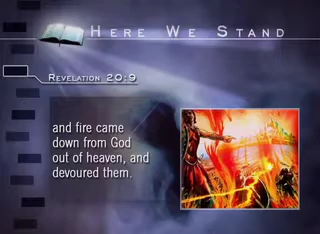 HERE WE STAND
REVELATION 20:9
and fire came
down from God
out of heaven, and
devoured them.